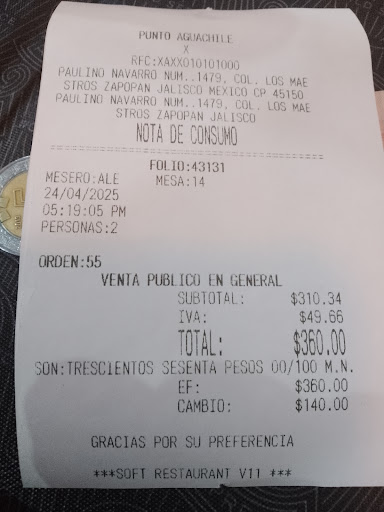 PUNTO AGUACHILE
X
RFC:XAXX010101000
PAULINO NAVARRO NUM..1479. COL. LOS MAE
STROS ZAPOPAN JALISCO MEXICO CP 45150
PAULINO NAVARRO NUM..1479. COL. LOS MAE
STROS ZAPOPAN JALISCO
NOTA DE CONSUMO
FOLIO:43131
MESERO:ALE MESA:14
24/04/2025
05:19:05 PM
PERSONAS:2
ORDEN:55
VENTA PUBLICO EN GENERAL
SUBTOTAL: $310.34
IVA: $49.66
TOTAL: $360.00
SON:TRESCIENTOS SESENTA PESOS 00/100 M.N.
EF: $360.00
CAMBIO: $140.00
GRACIAS POR SU PREFERENCIA
***SOFT RESTAURANT V11 ***